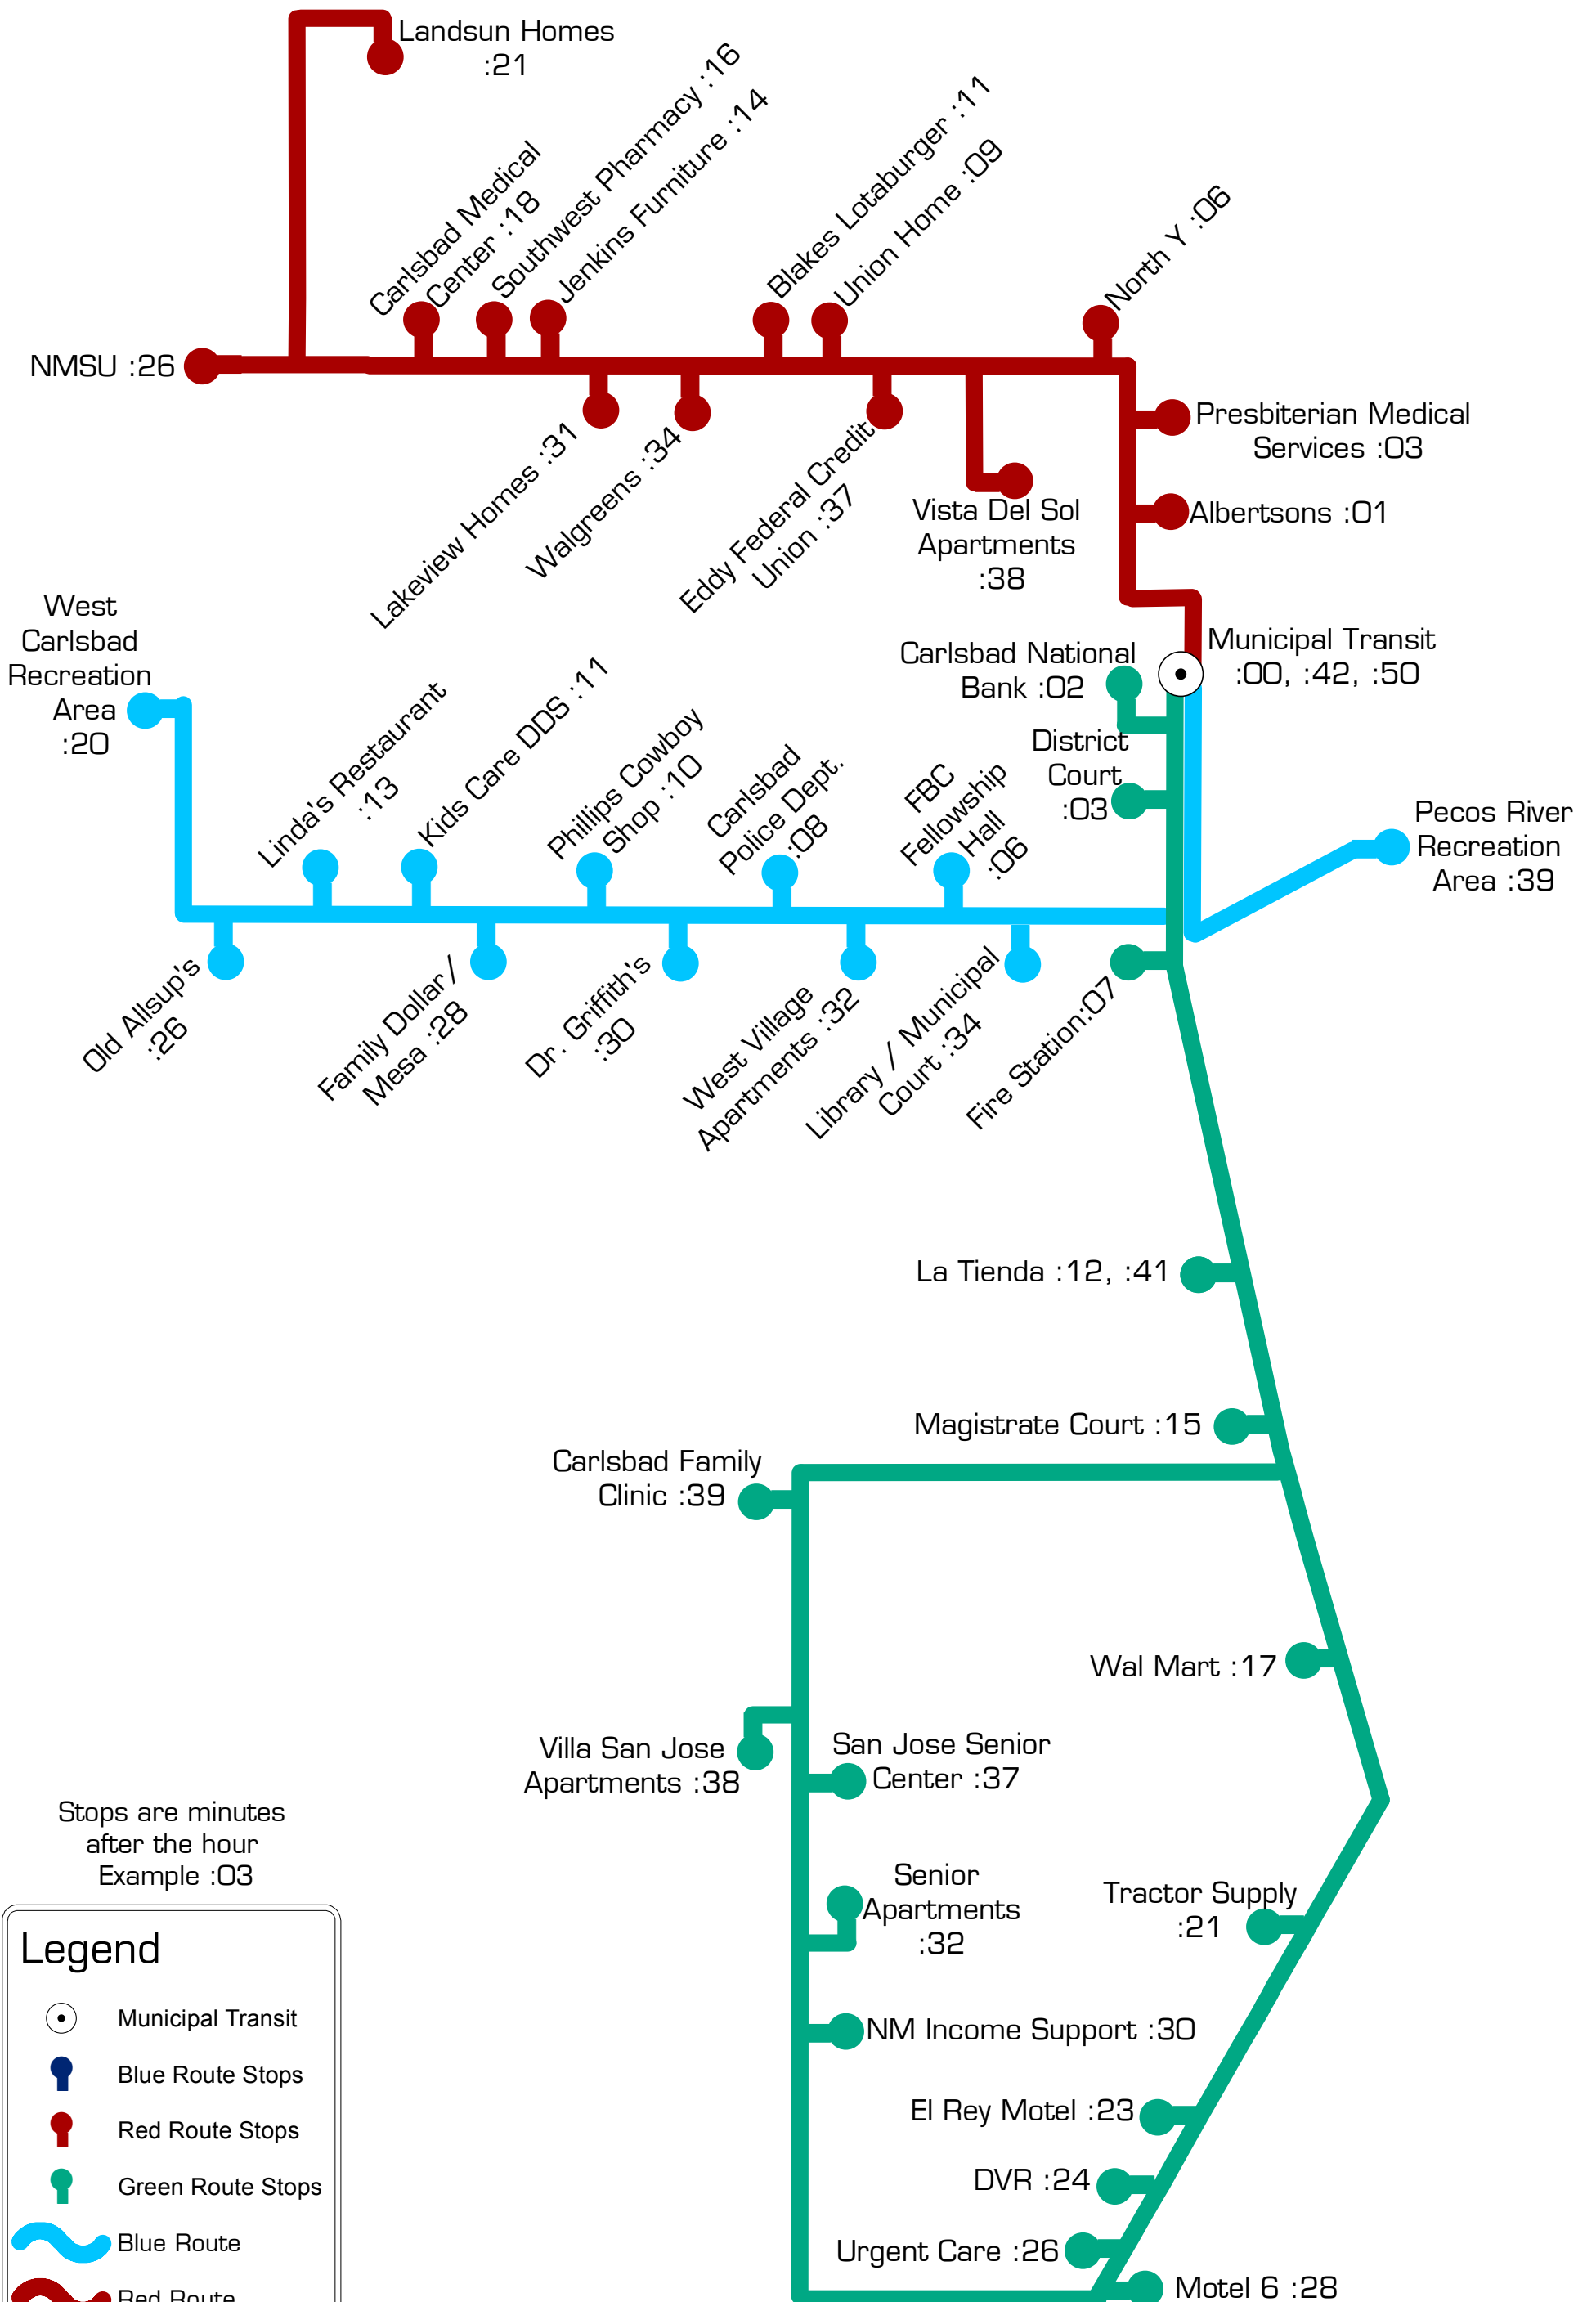 Landsun Homes
:21
Carlsbad Medical
Center :18
Southwest Pharmacy :16
Jenkins Furniture :14
Blakes Lotaburger :11
Union Home :09
North Y :06
NMSU :26
Presbiterian Medical
Services :03
Albertsons :01
Lakeview Homes :31
Walgreens :34
Eddy Federal Credit
Union :37
Vista Del Sol
Apartments
:38
Municipal Transit
:00, :42, :50
West
Carlsbad
Recreation
Area
:20
Linda's Restaurant
:13
Kids Care DDS :11
Phillips Cowboy
Shop :10
Carlsbad
Police Dept.
:08
FBC
Fellowship
Hall
:06
Carlsbad National
Bank :02
District
Court
:03
Pecos River
Recreation
Area :39
Old Allsup's
:26
Family Dollar/
Mesa :28
Dr. Griffith's
:30
West Village
Apartments :32
Library / Municipal
Court :34
Fire Station:07
La Tienda :12, :41
Magistrate Court :15
Carlsbad Family
Clinic :39
Wal Mart :17
Villa San Jose
Apartments :38
San Jose Senior
Center :37
Senior
Apartments
:32
Tractor Supply
:21
NM Income Support :30
El Rey Motel :23
DVR :24
Urgent Care :26
Motel 6 :28
Stops are minutes
after the hour
Example :03
Legend
Municipal Transit
Blue Route Stops
Red Route Stops
Green Route Stops
Blue Route
Red Route